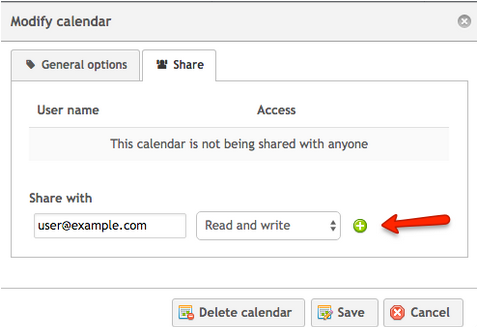 Modify calendar
General options
Share
User name Access
This calendar is not being shared with anyone
Share with
user@example.com Read and write
Delete calendar Save Cancel